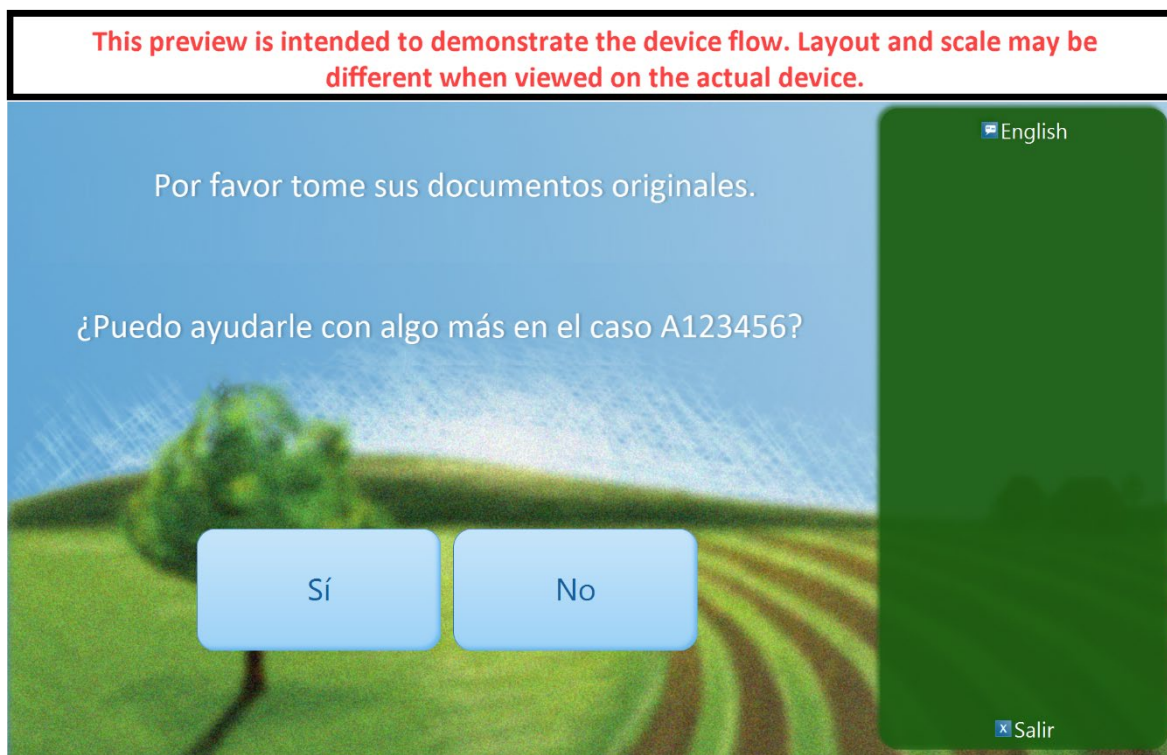 This preview is intended to demonstrate the device flow. Layout and scale may be
different when viewed on the actual device.
English
Por favor tome sus documentos originales.
¿Puedo ayudarle con algo más en el caso A123456?
Sí
No
Salir